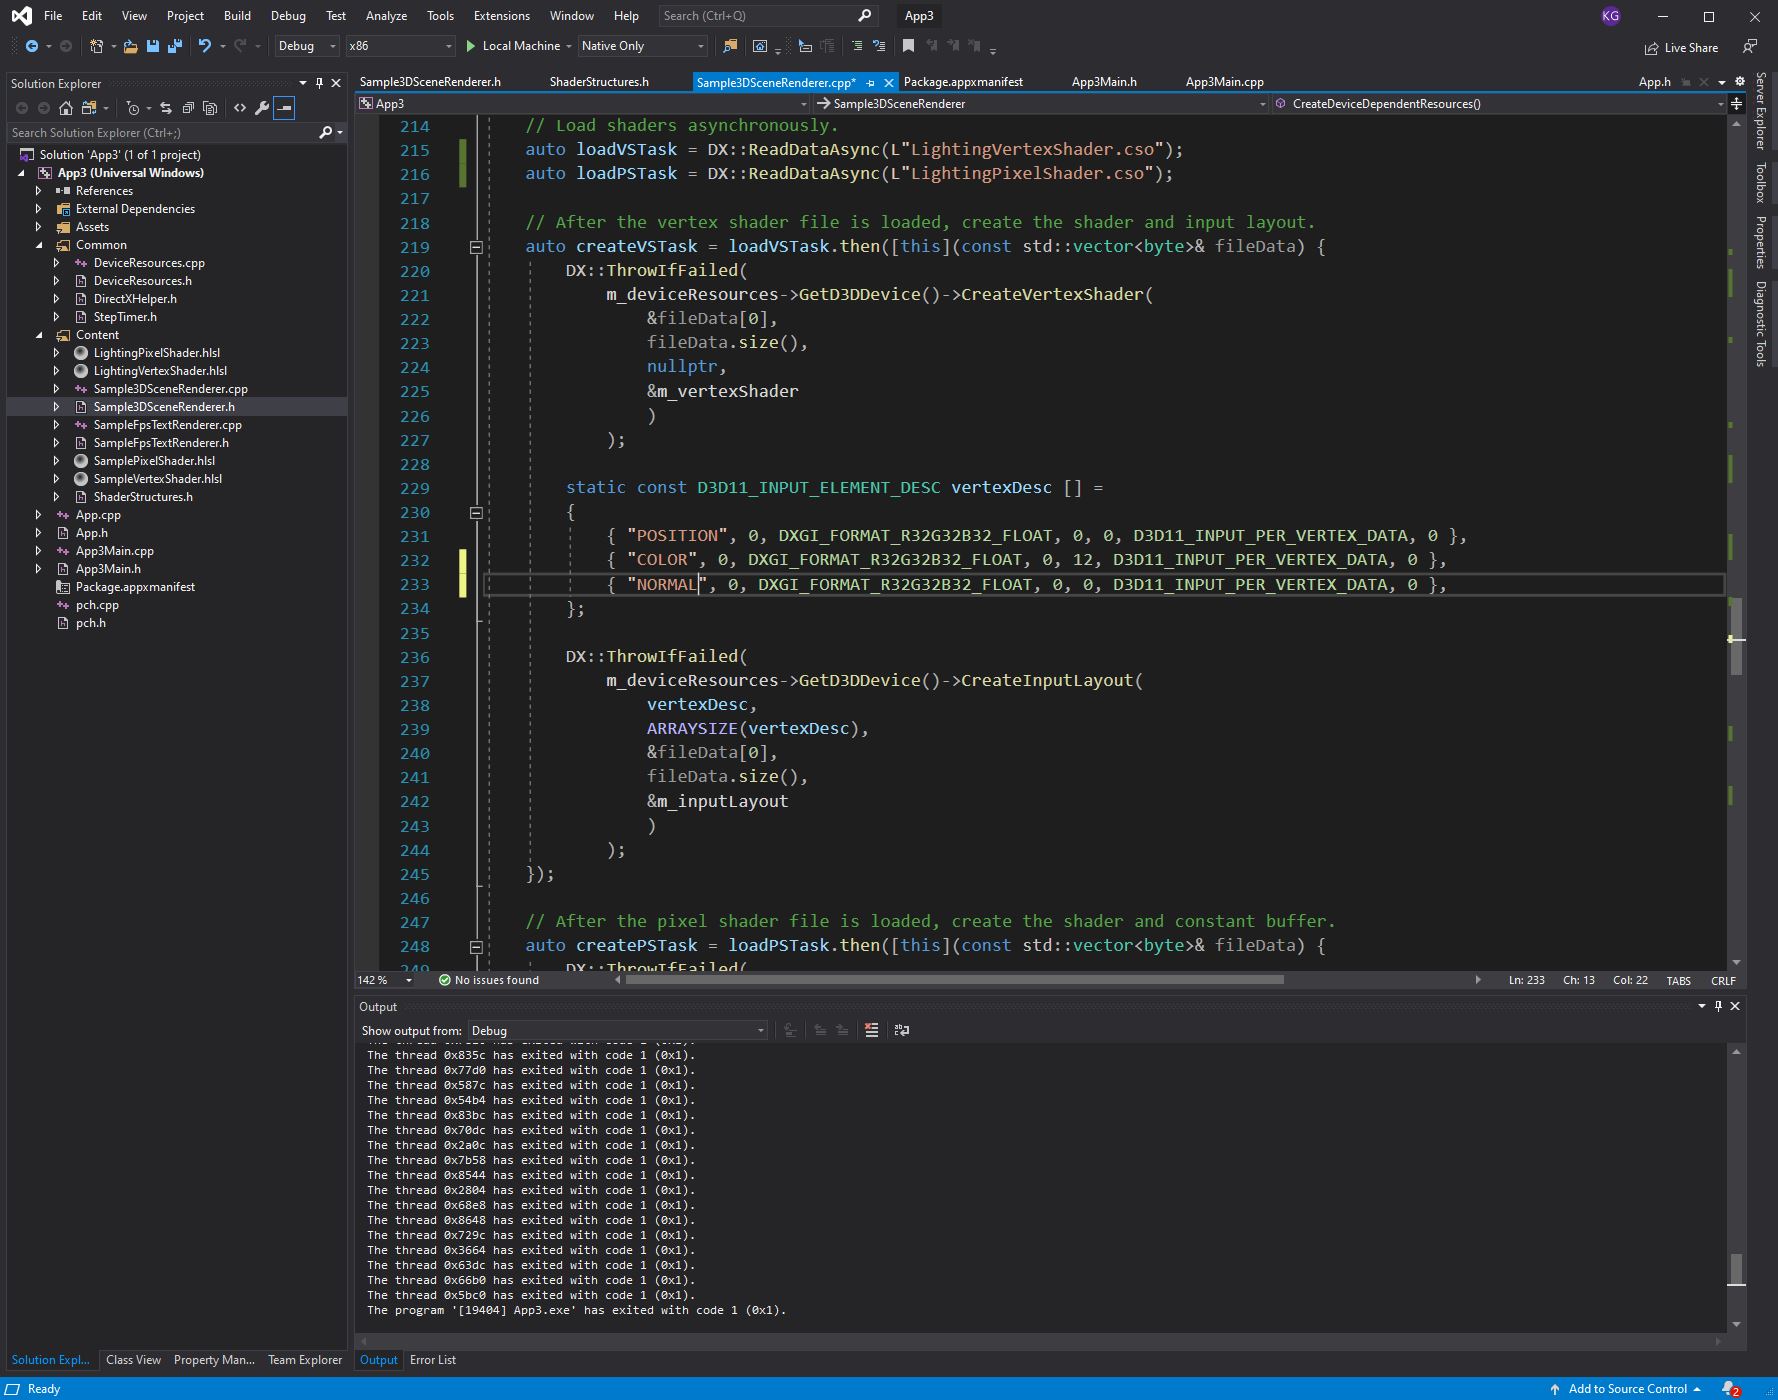 File Edit View Project Build Debug Test Analyze Tools Extensions Window Help Search (Ctrl+Q) App3 KG
Debug x86 Local Machine Native Only Live Share
Solution Explorer
Search Solution Explorer (Ctrl+;)
Solution 'App3' (1 of 1 project)
App3 (Universal Windows)
References
External Dependencies
Assets
Common
DeviceResources.cpp
DeviceResources.h
DirectXHelper.h
StepTimer.h
Content
LightingPixelShader.hlsl
LightingVertexShader.hlsl
Sample3DSceneRenderer.cpp
Sample3DSceneRenderer.h
SampleFpsTextRenderer.cpp
SampleFpsTextRenderer.h
SamplePixelShader.hlsl
SampleVertexShader.hlsl
ShaderStructures.h
App.cpp
App.h
App3Main.cpp
App3Main.h
Package.appxmanifest
pch.cpp
pch.h
Solution Expl... Class View Property Man... Team Explorer
Sample3DSceneRenderer.h ShaderStructures.h Sample3DSceneRenderer.cpp* Package.appxmanifest App3Main.h App3Main.cpp App.h
App3 Sample3DSceneRenderer CreateDeviceDependentResources()
214 // Load shaders asynchronously.
215 auto loadVSTask = DX::ReadDataAsync(L"LightingVertexShader.cso");
216 auto loadPSTask = DX::ReadDataAsync(L"LightingPixelShader.cso");
217
218 // After the vertex shader file is loaded, create the shader and input layout.
219 auto createVSTask = loadVSTask.then([this](const std::vector<byte>& fileData) {
220 DX::ThrowIfFailed(
221 m_deviceResources->GetD3DDevice()->CreateVertexShader(
222 &fileData[0],
223 fileData.size(),
224 nullptr,
225 &m_vertexShader
226 )
227 );
228
229 static const D3D11_INPUT_ELEMENT_DESC vertexDesc [] =
230 {
231 { "POSITION", 0, DXGI_FORMAT_R32G32B32_FLOAT, 0, 0, D3D11_INPUT_PER_VERTEX_DATA, 0 },
232 { "COLOR", 0, DXGI_FORMAT_R32G32B32_FLOAT, 0, 12, D3D11_INPUT_PER_VERTEX_DATA, 0 },
233 { "NORMAL", 0, DXGI_FORMAT_R32G32B32_FLOAT, 0, 0, D3D11_INPUT_PER_VERTEX_DATA, 0 },
234 };
235
236 DX::ThrowIfFailed(
237 m_deviceResources->GetD3DDevice()->CreateInputLayout(
238 vertexDesc,
239 ARRAYSIZE(vertexDesc),
240 &fileData[0],
241 fileData.size(),
242 &m_inputLayout
243 )
244 );
245 });
246
247 // After the pixel shader file is loaded, create the shader and constant buffer.
248 auto createPSTask = loadPSTask.then([this](const std::vector<byte>& fileData) {
249 DX::ThrowIfFailed(
142 % No issues found Ln: 233 Ch: 13 Col: 22 TABS CRLF
Output
Show output from: Debug
The thread 0x835c has exited with code 1 (0x1).
The thread 0x77d0 has exited with code 1 (0x1).
The thread 0x587c has exited with code 1 (0x1).
The thread 0x54b4 has exited with code 1 (0x1).
The thread 0x83bc has exited with code 1 (0x1).
The thread 0x70dc has exited with code 1 (0x1).
The thread 0x2a0c has exited with code 1 (0x1).
The thread 0x7b58 has exited with code 1 (0x1).
The thread 0x8544 has exited with code 1 (0x1).
The thread 0x2804 has exited with code 1 (0x1).
The thread 0x68e8 has exited with code 1 (0x1).
The thread 0x8648 has exited with code 1 (0x1).
The thread 0x729c has exited with code 1 (0x1).
The thread 0x3664 has exited with code 1 (0x1).
The thread 0x63dc has exited with code 1 (0x1).
The thread 0x66b0 has exited with code 1 (0x1).
The thread 0x5bc0 has exited with code 1 (0x1).
The program '[19404] App3.exe' has exited with code 1 (0x1).
Output Error List
Server Explorer
Toolbox
Properties
Diagnostic Tools
Ready Add to Source Control 2